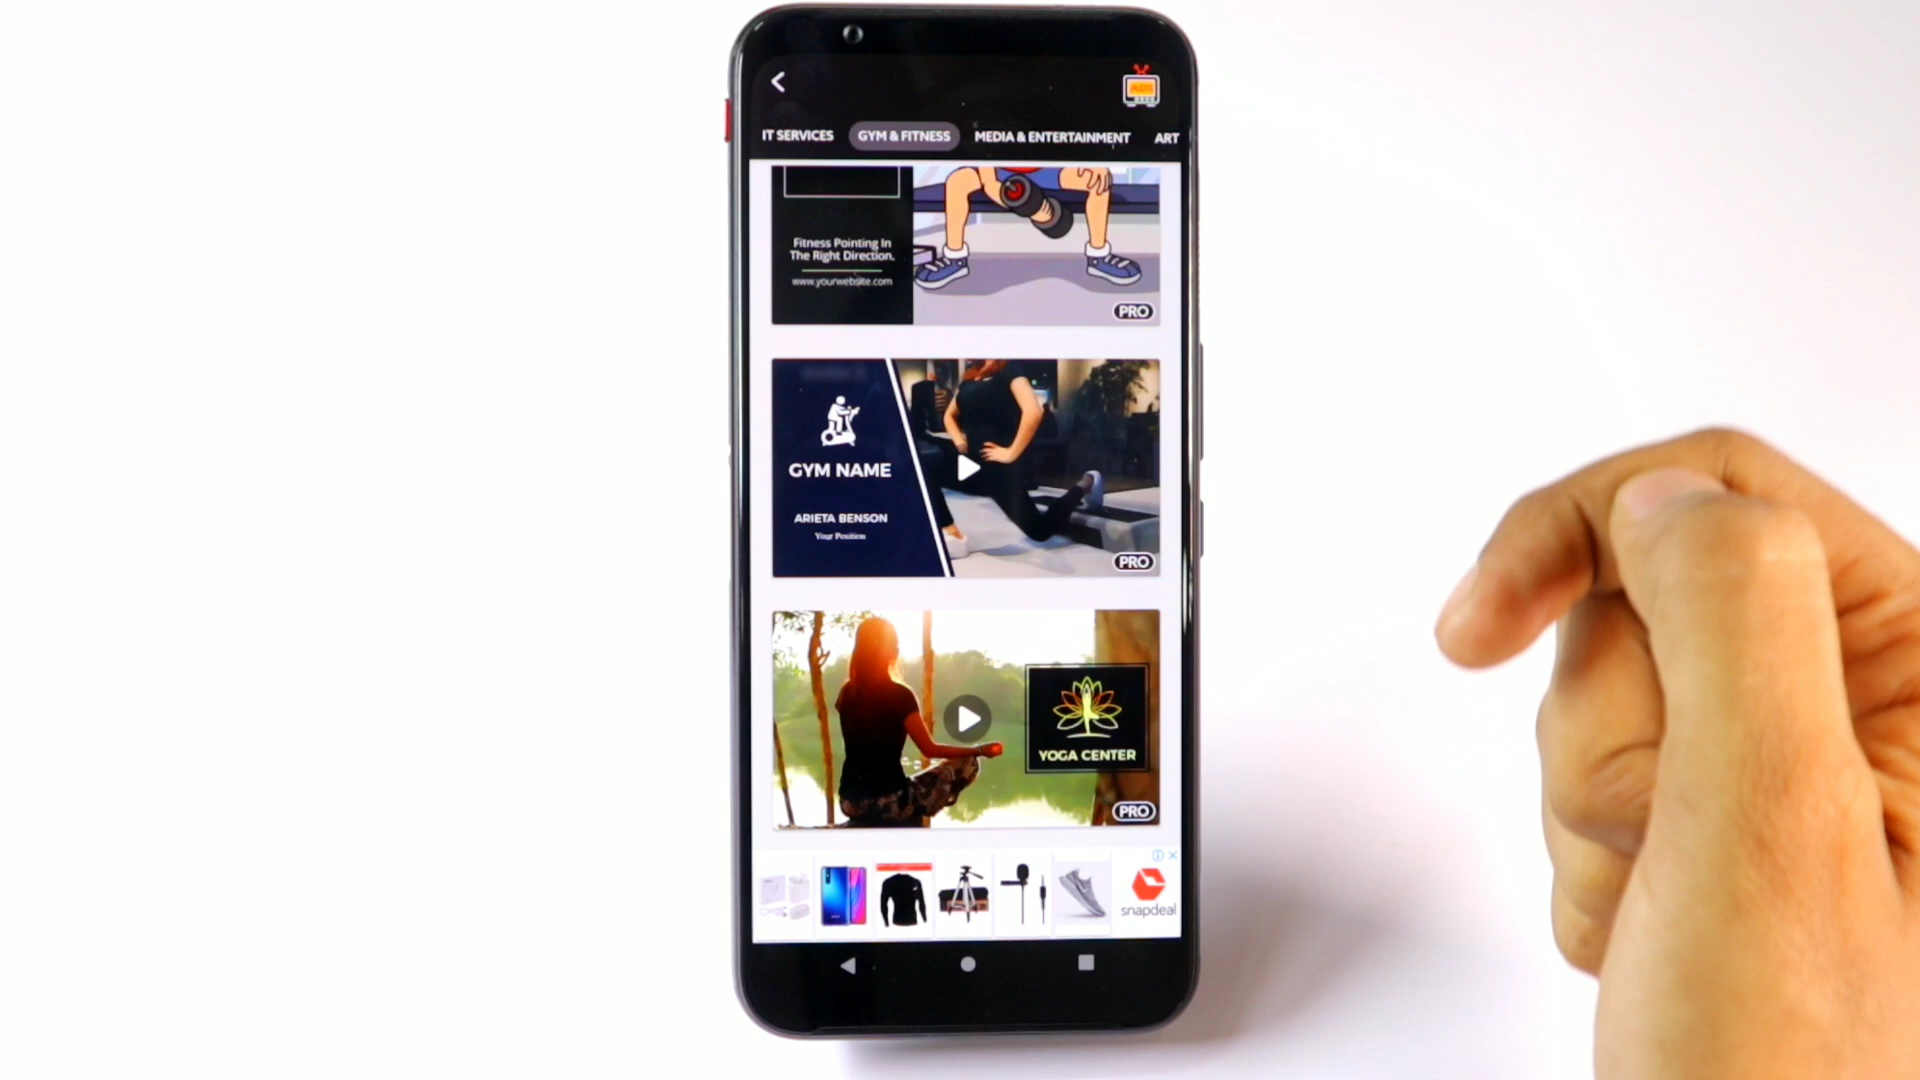 IT SERVICES
GYM & FITNESS
MEDIA & ENTERTAINMENT
ART
Fitness Pointing In
The Right Direction.
www.yourwebsite.com
PRO
GYM NAME
ARIETA BENSON
Your Position
PRO
YOGA CENTER
PRO
snapdeal